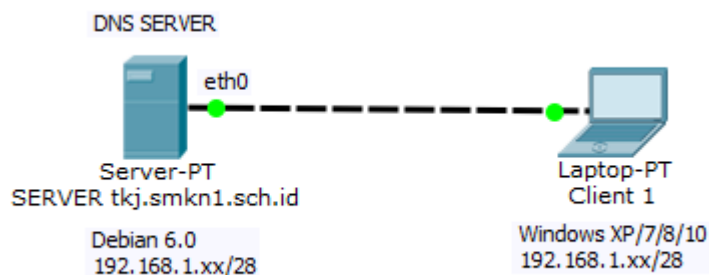 DNS SERVER
eth0
Server-PT
SERVER tkj.smkn1.sch.id
Debian 6.0
192.168.1.xx/28
Laptop-PT
Client 1
Windows XP/7/8/10
192.168.1.xx/28